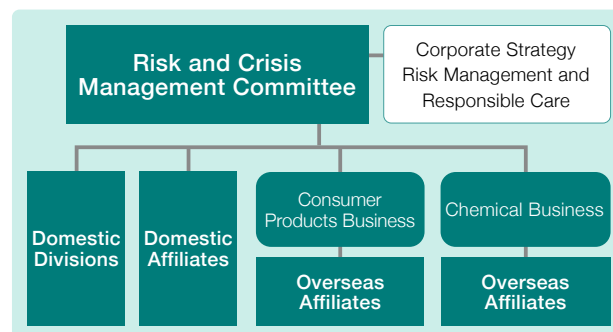 Risk and Crisis
Management Committee
Corporate Strategy
Risk Management and
Responsible Care
Domestic
Divisions
Domestic
Affiliates
Consumer
Products Business
Overseas
Affiliates
Chemical Business
Overseas
Affiliates